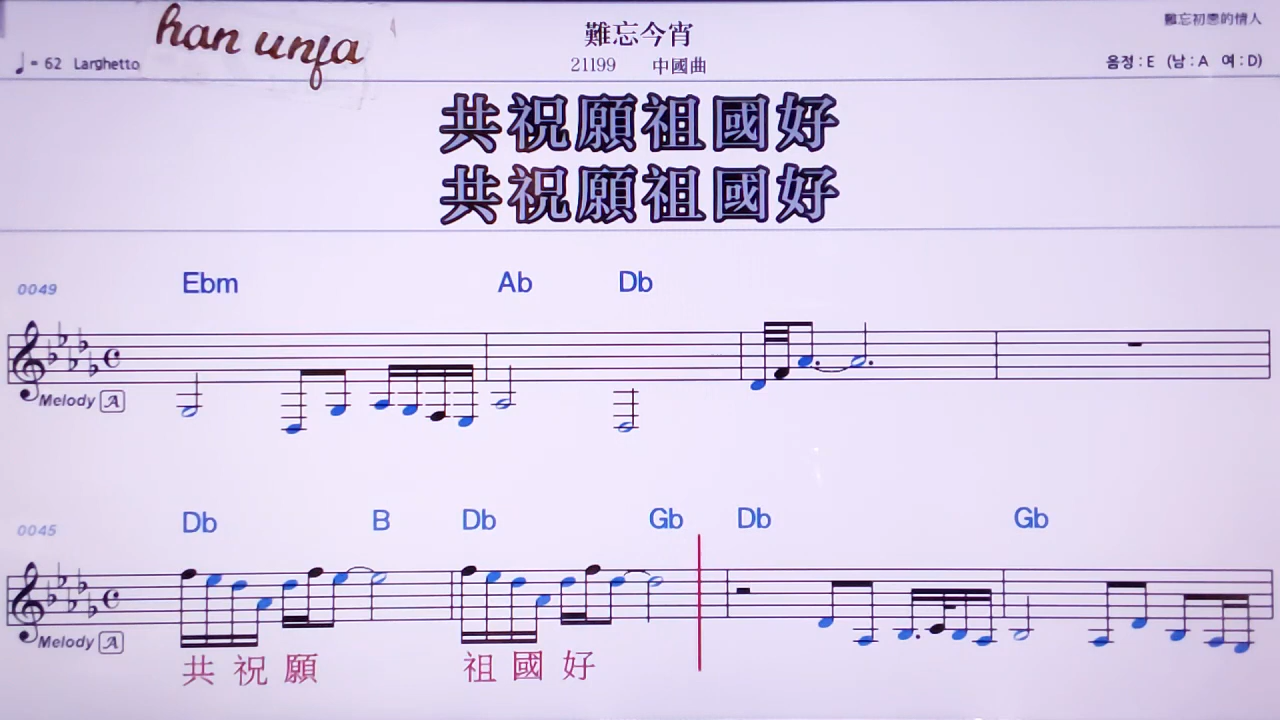 han unfa
難忘今宵
難忘初恋的情人
♩= 62 Larghetto
21199 中國曲
음정 : E (남 : A 여 : D)
共祝願祖國好
共祝願祖國好
0049 Ebm Ab Db
Melody A
0045 Db B Db Gb Db Gb
Melody A
共 祝 願 祖 國 好